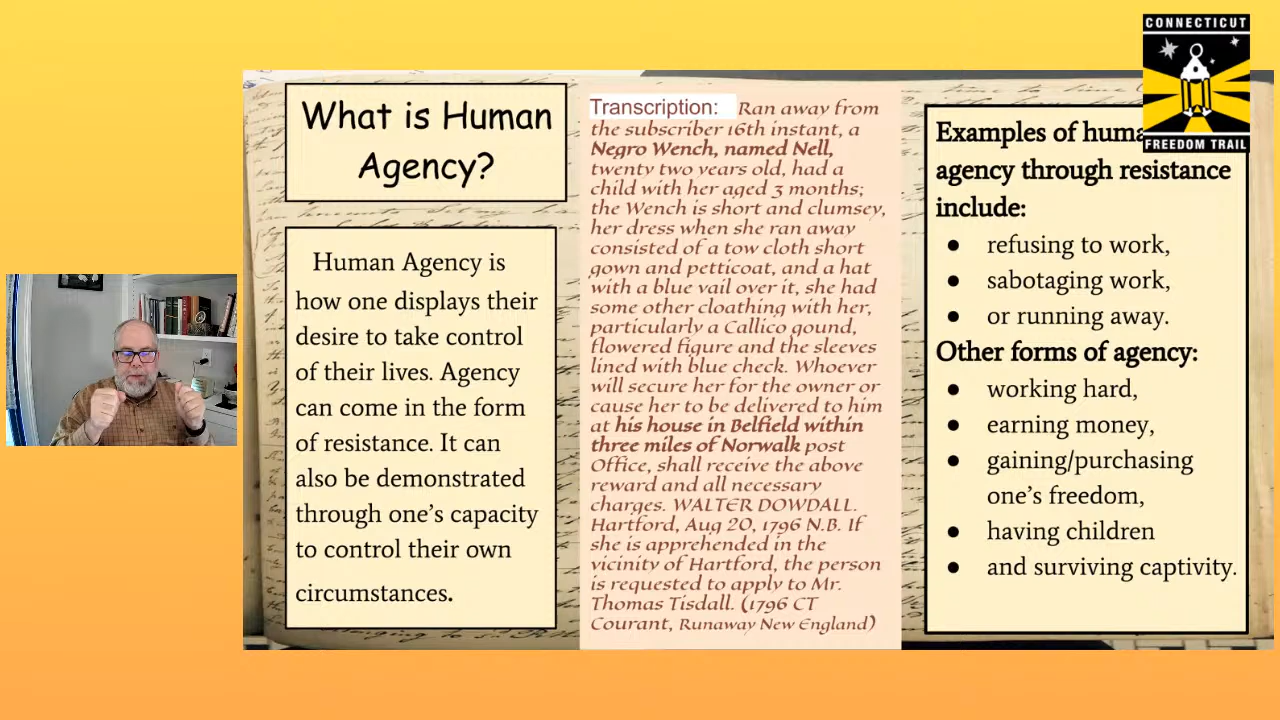 CONNECTICUT
FREEDOM TRAIL
What is Human
Agency?
Human Agency is
how one displays their
desire to take control
of their lives. Agency
can come in the form
of resistance. It can
also be demonstrated
through one's capacity
to control their own
circumstances.
Transcription: Ran away from
the subscriber 16th instant, a
Negro Wench, named Nell,
twenty two years old, had a
child with her aged 3 months;
the Wench is short and clumsey,
her dress when she ran away
consisted of a tow cloth short
gown and petticoat, and a hat
with a blue vail over it, she had
some other cloathing with her,
particularly a Callico gound,
flowered figure and the sleeves
lined with blue check. Whoever
will secure her for the owner or
cause her to be delivered to him
at his house in Belfield within
three miles of Norwalk post
Office, shall receive the above
reward and all necessary
charges. WALTER DOWDALL.
Hartford, Aug 20, 1796 N.B. If
she is apprehended in the
vicinity of Hartford, the person
is requested to apply to Mr.
Thomas Tisdall. (1796 CT
Courant, Runaway New England)
Examples of huma
agency through resistance
include:
● refusing to work,
● sabotaging work,
● or running away.
Other forms of agency:
● working hard,
● earning money,
● gaining/purchasing
one's freedom,
● having children
● and surviving captivity.